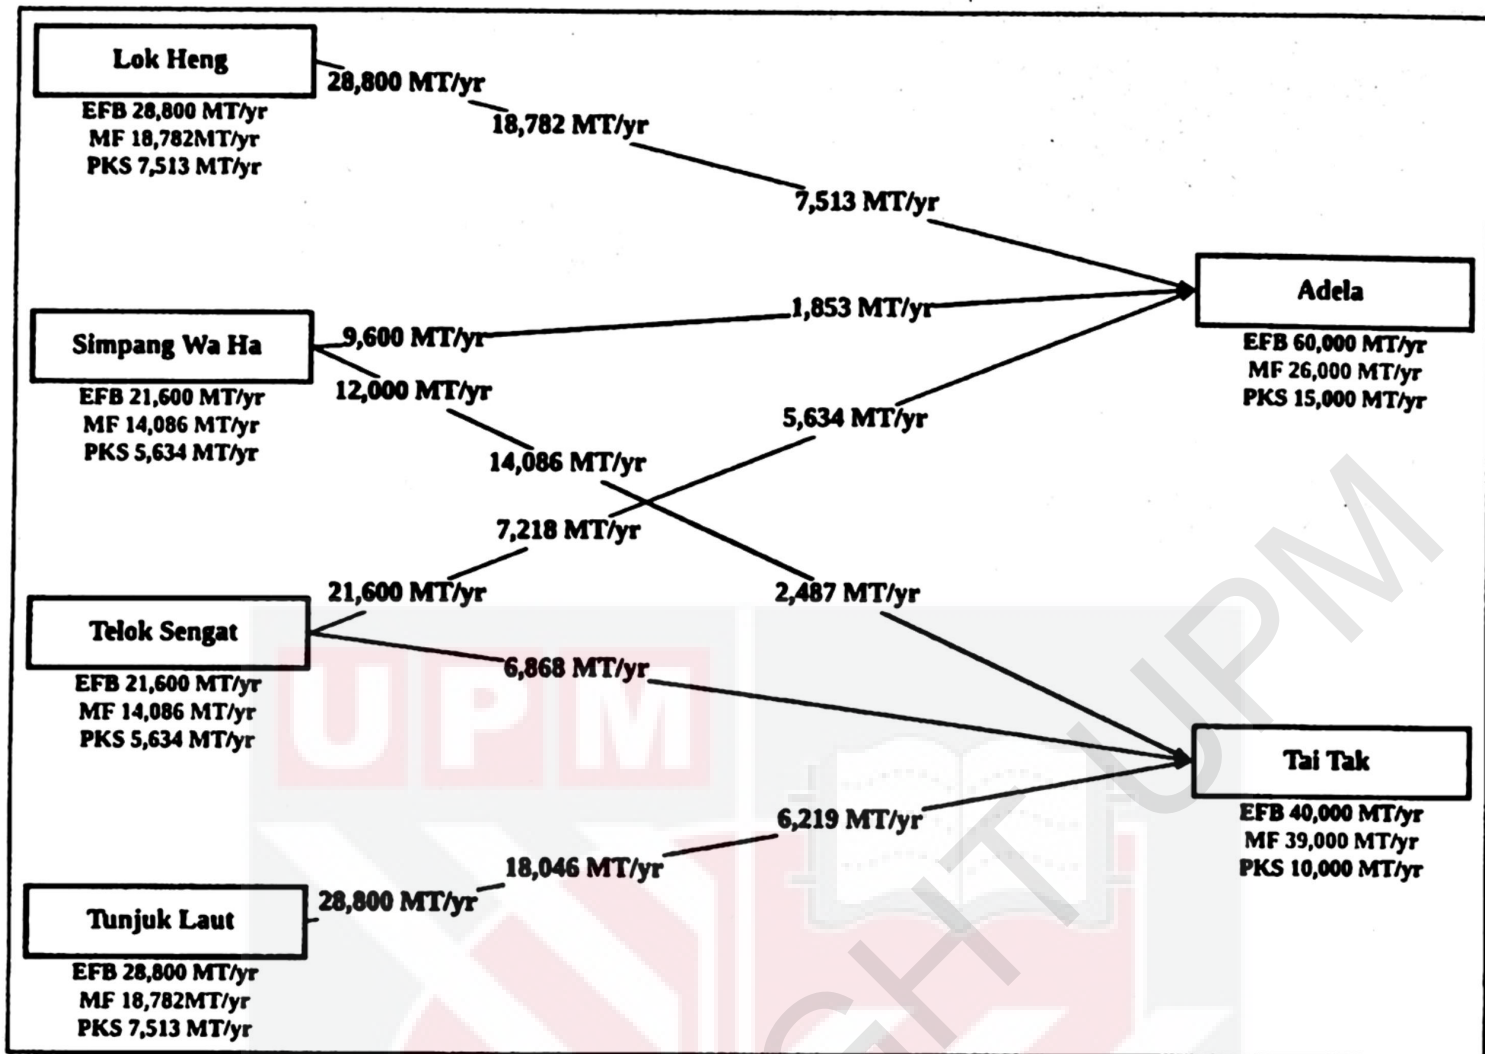 Lok Heng
EFB 28,800 MT/yr
MF 18,782MT/yr
PKS 7,513 MT/yr
28,800 MT/yr
18,782 MT/yr
7,513 MT/yr
Simpang Wa Ha
EFB 21,600 MT/yr
MF 14,086 MT/yr
PKS 5,634 MT/yr
9,600 MT/yr
1,853 MT/yr
12,000 MT/yr
14,086 MT/yr
2,487 MT/yr
Adela
EFB 60,000 MT/yr
MF 26,000 MT/yr
PKS 15,000 MT/yr
Telok Sengat
EFB 21,600 MT/yr
MF 14,086 MT/yr
PKS 5,634 MT/yr
21,600 MT/yr
7,218 MT/yr
5,634 MT/yr
6,868 MT/yr
Tunjuk Laut
EFB 28,800 MT/yr
MF 18,782MT/yr
PKS 7,513 MT/yr
28,800 MT/yr
18,046 MT/yr
6,219 MT/yr
Tai Tak
EFB 40,000 MT/yr
MF 39,000 MT/yr
PKS 10,000 MT/yr
UPM
GHT UPM